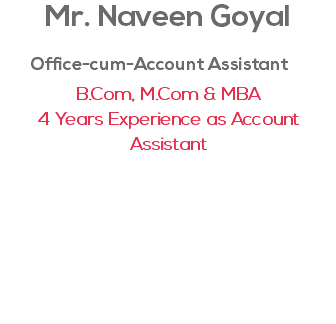 Mr. Naveen Goyal
Office-cum-Account Assistant
B.Com, M.Com & MBA
4 Years Experience as Account
Assistant